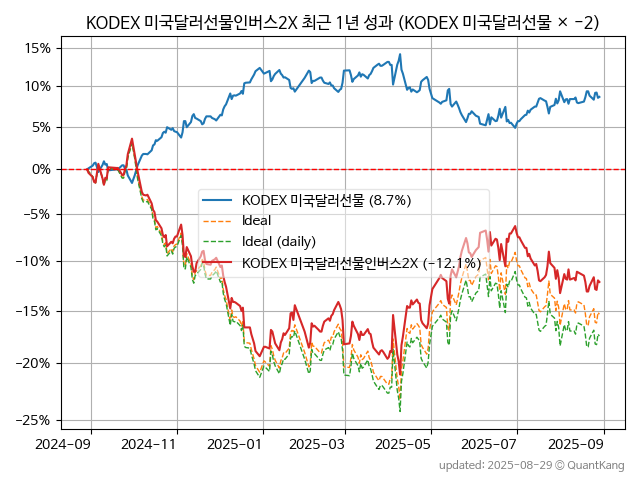 KODEX 미국달러선물인버스2X 최근 1년 성과 (KODEX 미국달러선물 × -2)
15%
10%
5%
0%
-5%
-10%
-15%
-20%
-25%
KODEX 미국달러선물 (8.7%)
Ideal
Ideal (daily)
KODEX 미국달러선물인버스2X (-12.1%)
2024-09
2024-11
2025-01
2025-03
2025-05
2025-07
2025-09
updated: 2025-08-29 © QuantKang